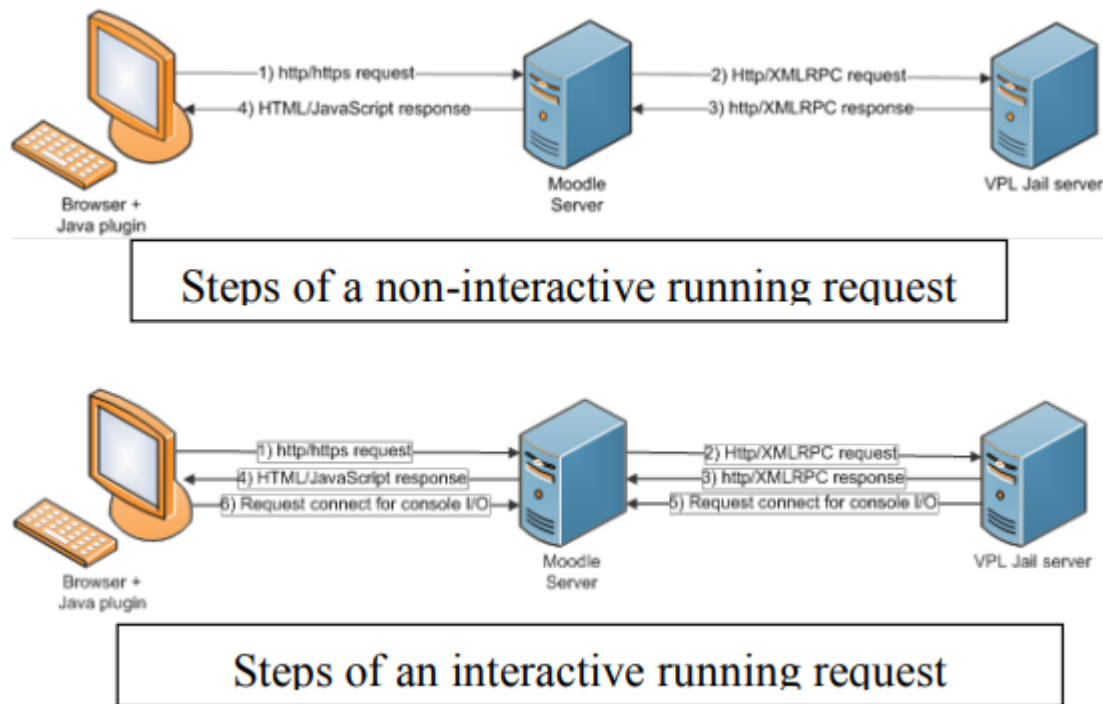 1) http/https request
2) Http/XMLRPC request
4) HTML/JavaScript response
3) http/XMLRPC response
Browser +
Java plugin
Moodle
Server
VPL Jail server
Steps of a non-interactive running request
1) http/https request
2) Http/XMLRPC request
4) HTML/JavaScript response
3) http/XMLRPC response
6) Request connect for console I/O
5) Request connect for console I/O
Browser +
Java plugin
Moodle
Server
VPL Jail server
Steps of an interactive running request